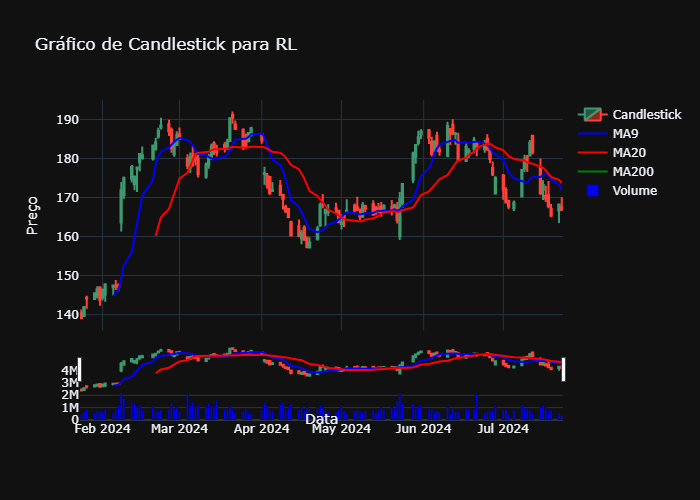 Gráfico de Candlestick para RL
Candlestick
MA9
MA20
MA200
Volume
Preço
190
180
170
160
150
140
4M
3M
2M
1M
0
Data
Feb 2024
Mar 2024
Apr 2024
May 2024
Jun 2024
Jul 2024